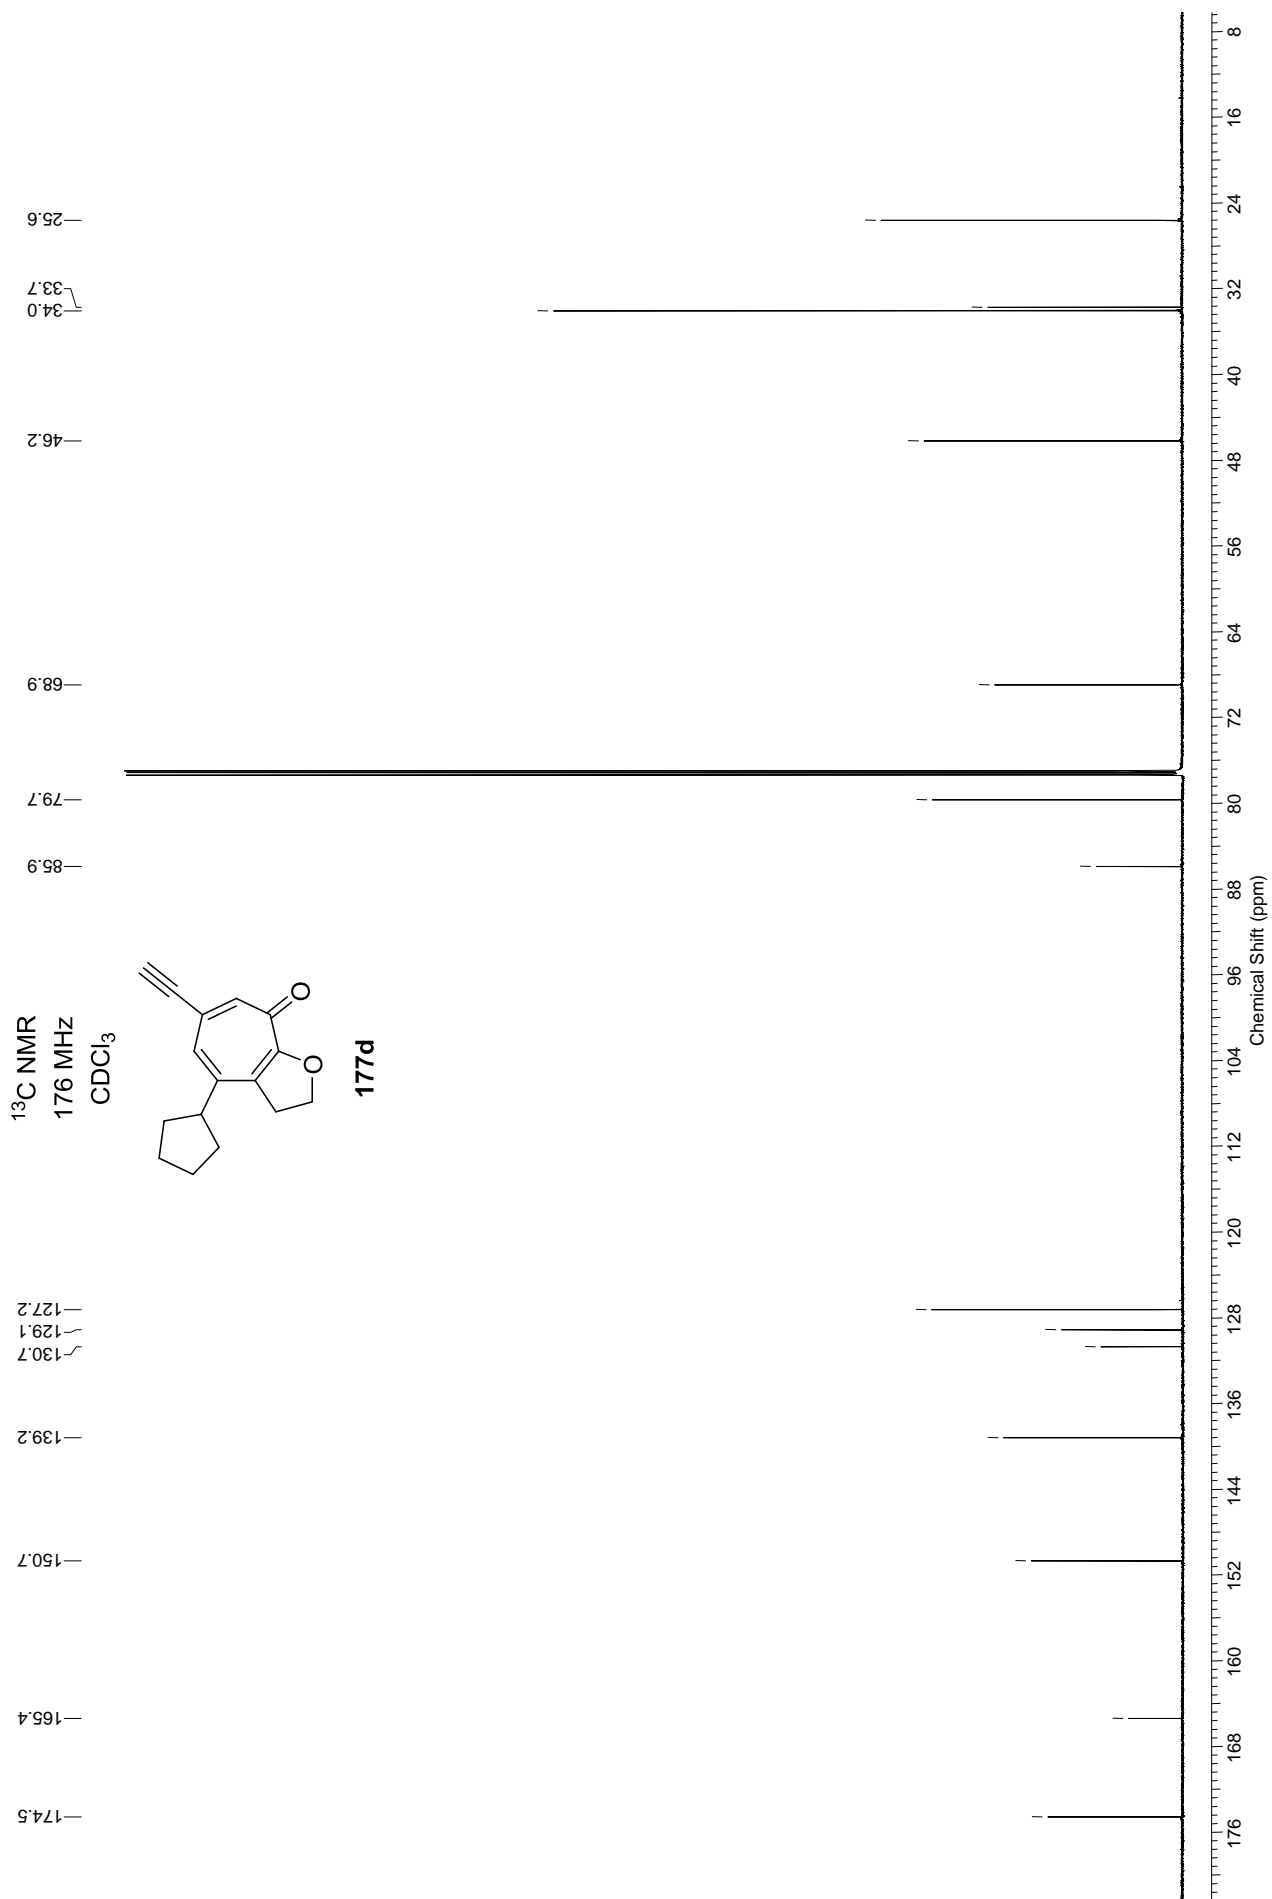 ¹³C NMR
176 MHz
CDCl₃
O
O
177d
174.5
165.4
150.7
139.2
130.7
129.1
127.2
85.9
79.7
68.9
46.2
34.0
33.7
25.6
176 168 160 152 144 136 128 120 112 104 96 88 80 72 64 56 48 40 32 24 16 8
Chemical Shift (ppm)